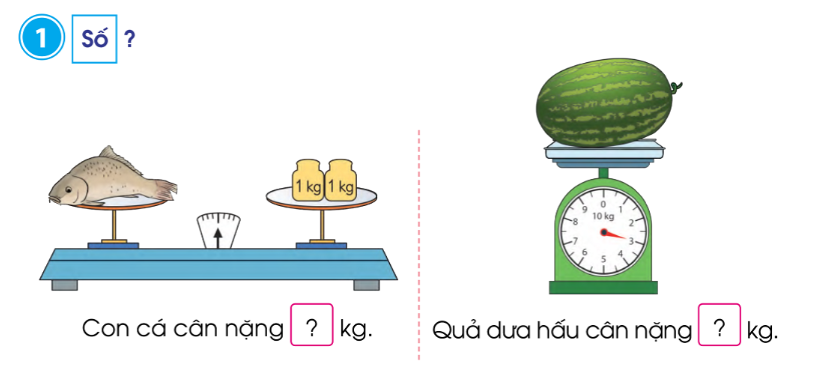 1 Số ?
1 kg 1 kg
Con cá cân nặng ? kg.
0
9 1
10 kg
8 2
7 3
6 4
5
Quả dưa hấu cân nặng ? kg.